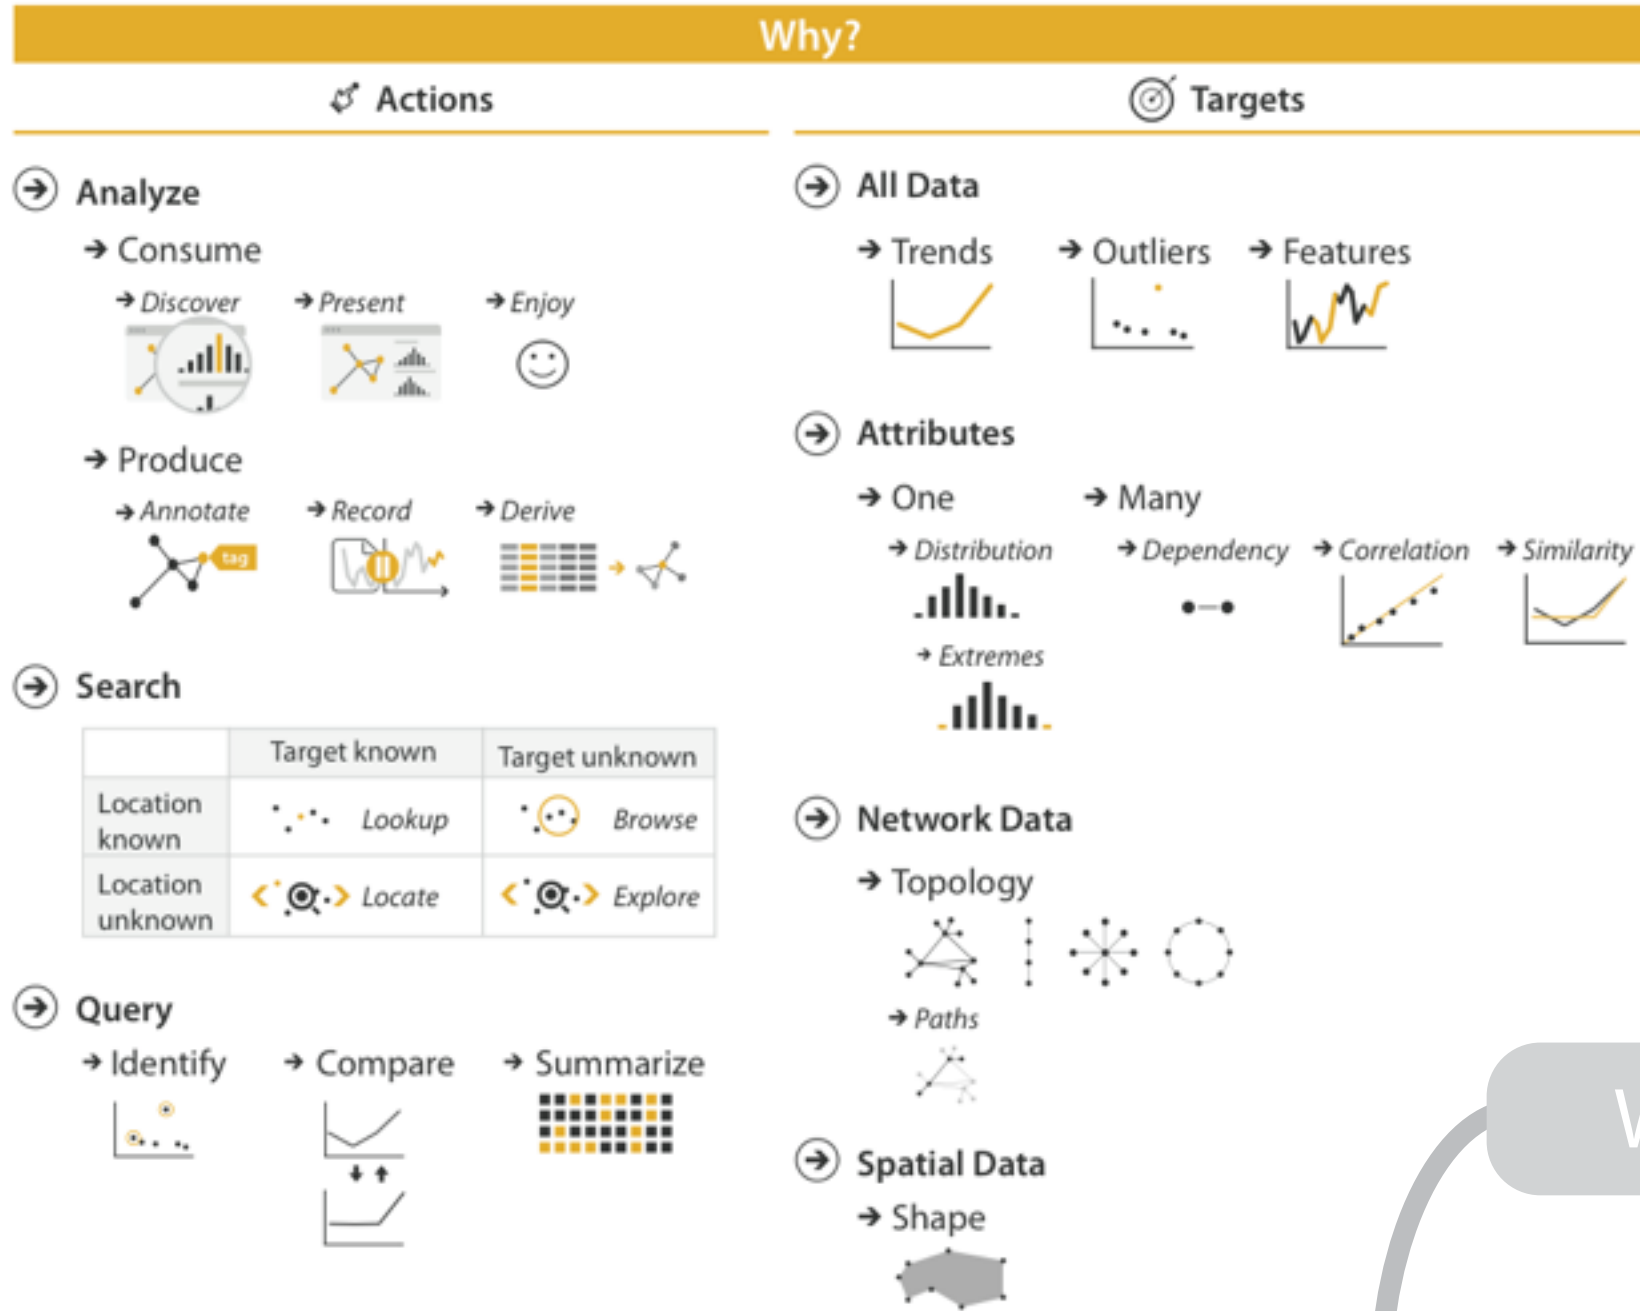 Why?
Actions
Targets
Analyze
Consume
Discover Present Enjoy
Produce
Annotate Record Derive
tag
Search
Target known Target unknown
Location known Lookup Browse
Location unknown Locate Explore
Query
Identify Compare Summarize
All Data
Trends Outliers Features
Attributes
One Many
Distribution Dependency Correlation Similarity
Extremes
Network Data
Topology
Paths
Spatial Data
Shape